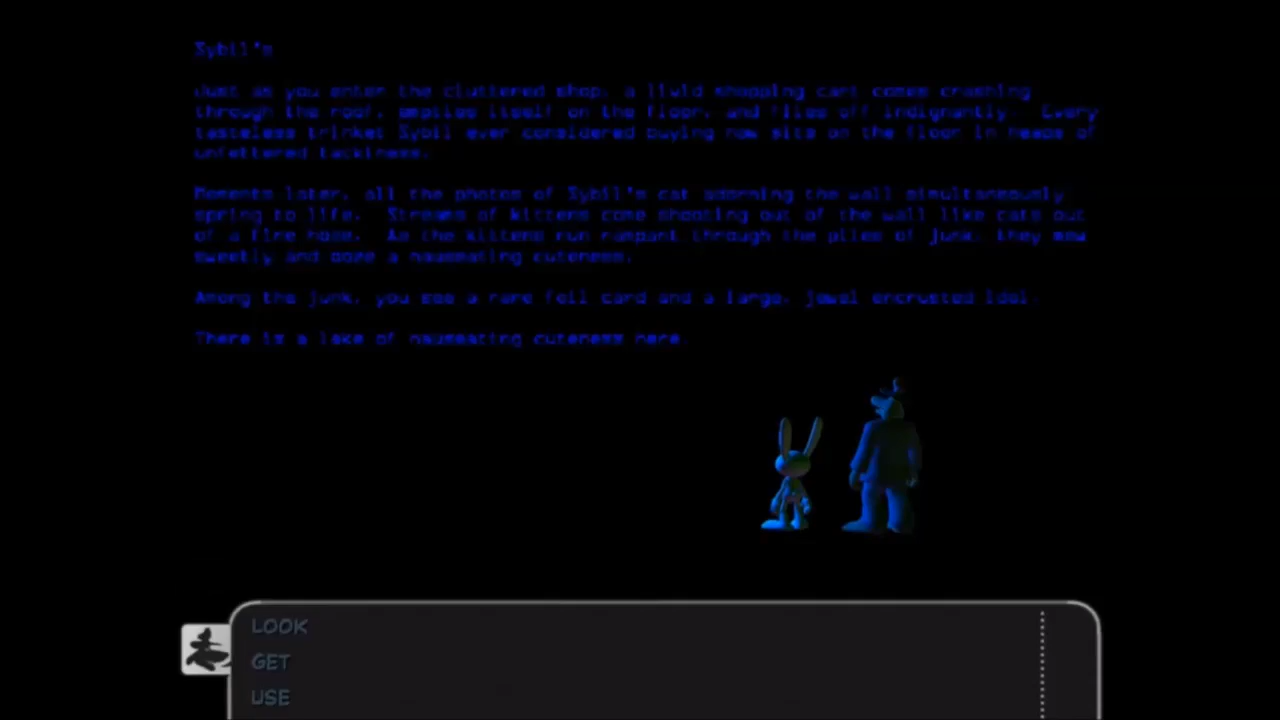 Sybil's
Just as you enter the cluttered shop, a livid shopping cart comes crashing
through the roof, empties itself on the floor, and flies off indignantly. Every
tasteless trinket Sybil ever considered buying now sits on the floor in heaps of
unfettered tackiness.
Moments later, all the photos of Sybil's cat adorning the wall simultaneously
spring to life. Streams of kittens come shooting out of the wall like cats out
of a fire hose. As the kittens run rampant through the piles of junk, they mew
sweetly and ooze a nauseating cuteness.
Among the junk, you see a rare foil card and a large, jewel encrusted idol.
There is a lake of nauseating cuteness here.
LOOK
GET
USE